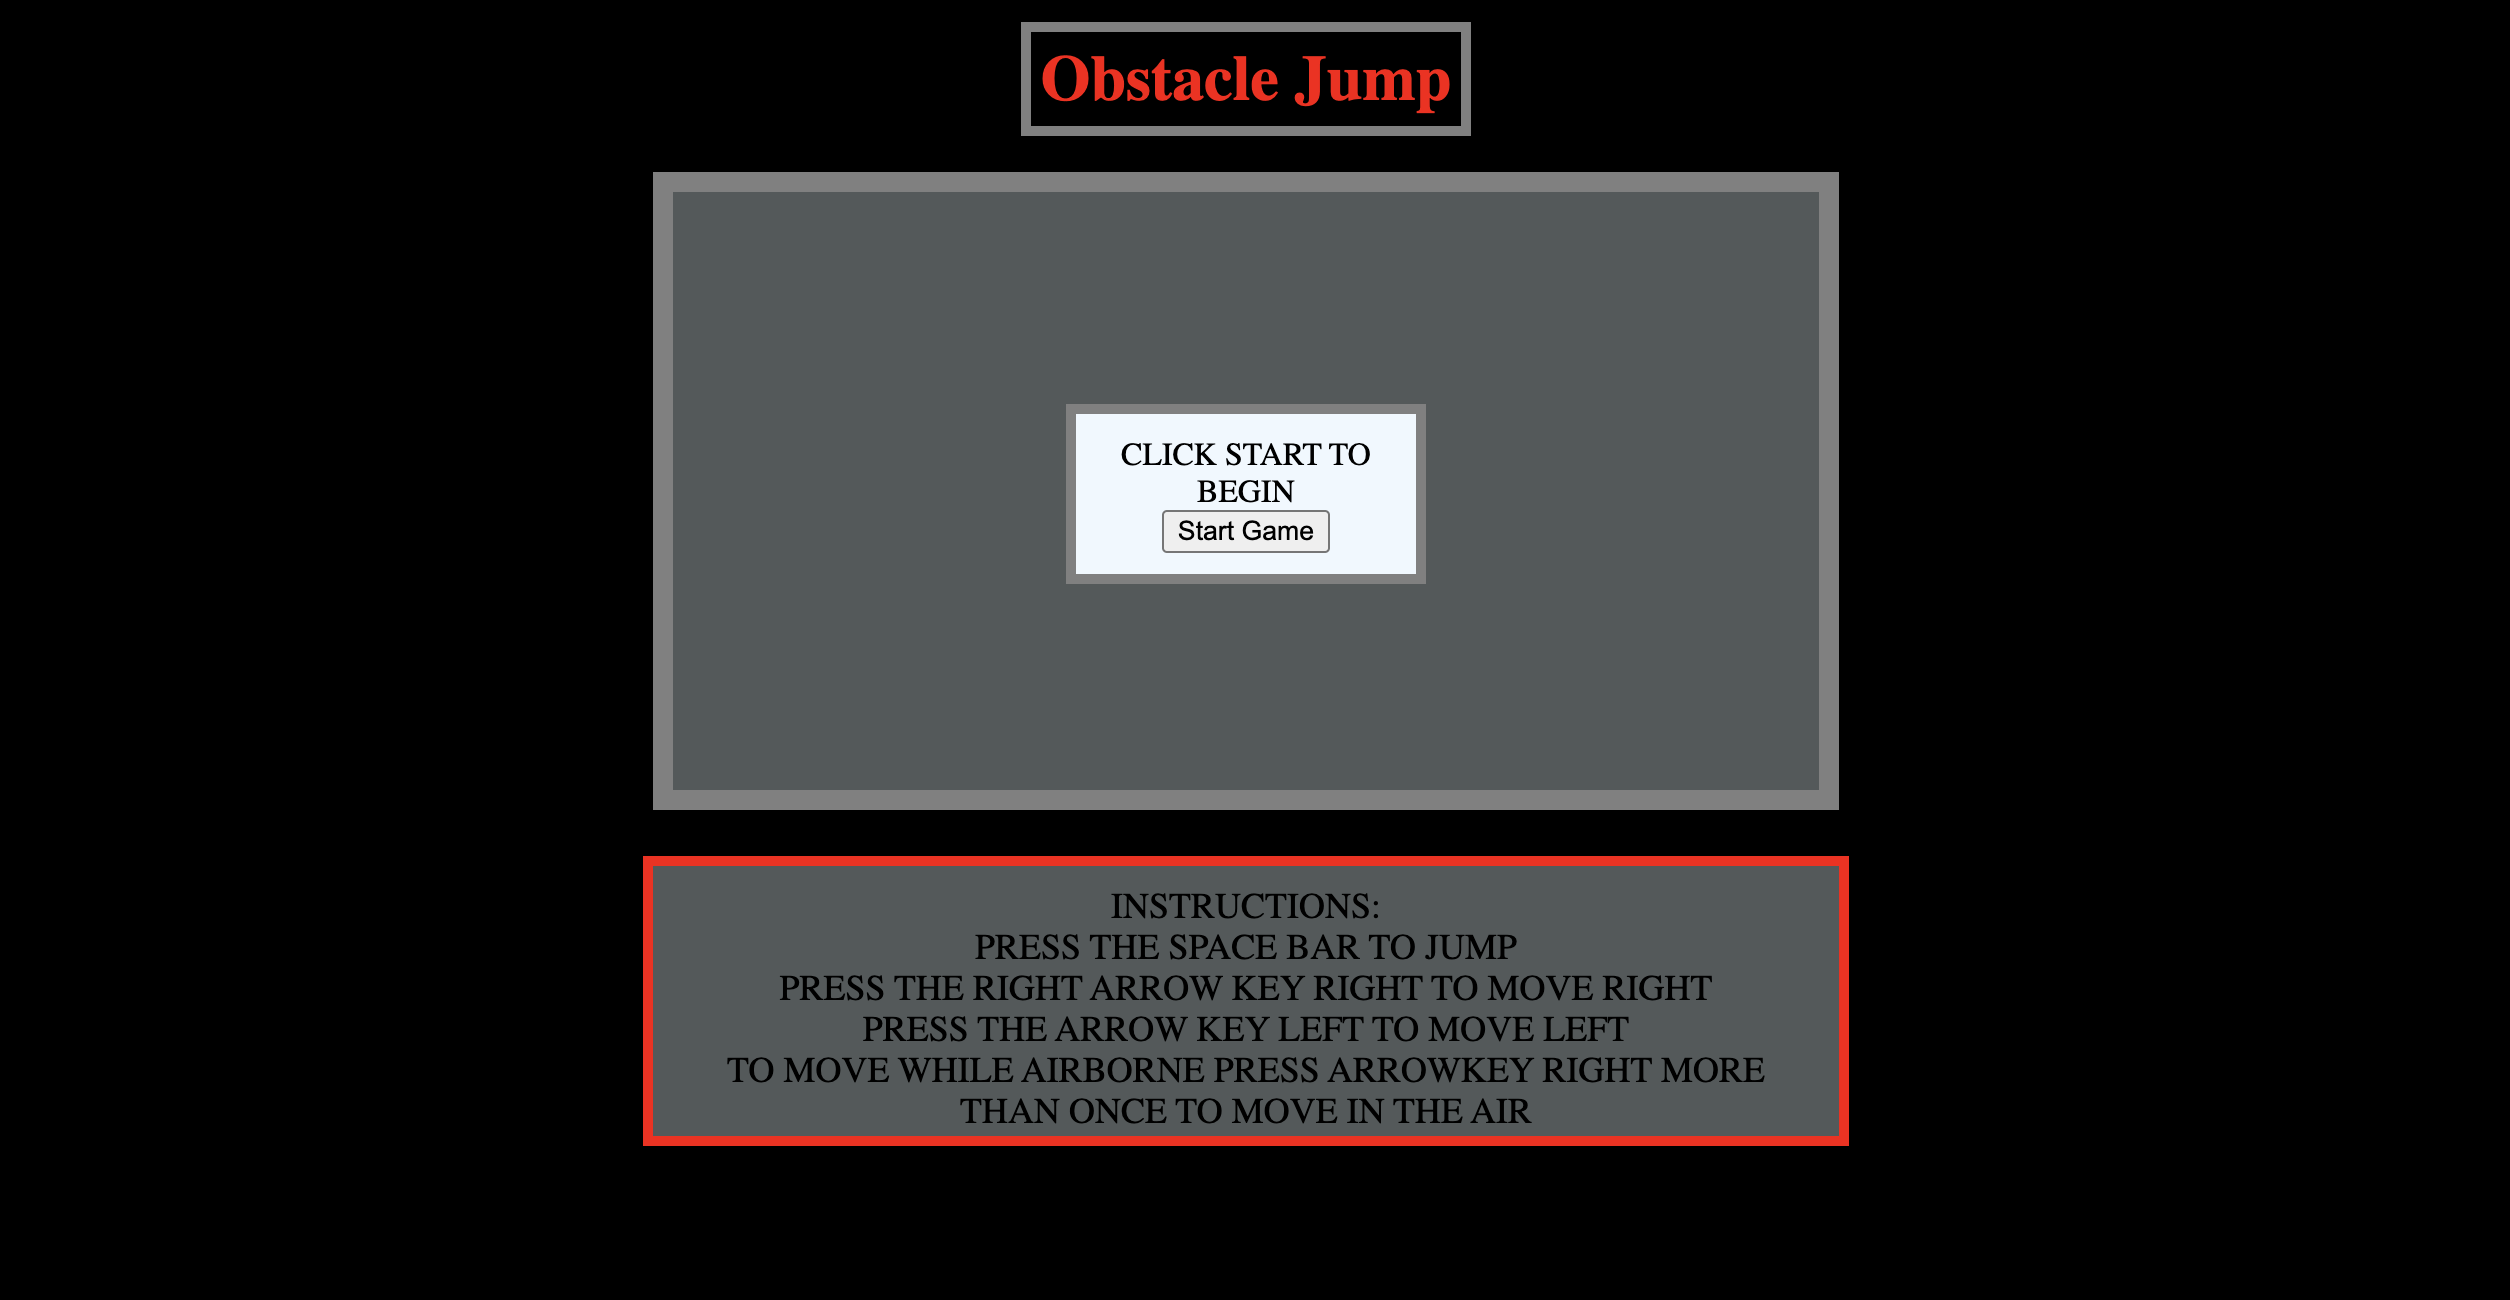 Obstacle Jump
CLICK START TO
BEGIN
Start Game
INSTRUCTIONS:
PRESS THE SPACE BAR TO JUMP
PRESS THE RIGHT ARROW KEY RIGHT TO MOVE RIGHT
PRESS THE ARROW KEY LEFT TO MOVE LEFT
TO MOVE WHILE AIRBORNE PRESS ARROWKEY RIGHT MORE
THAN ONCE TO MOVE IN THE AIR